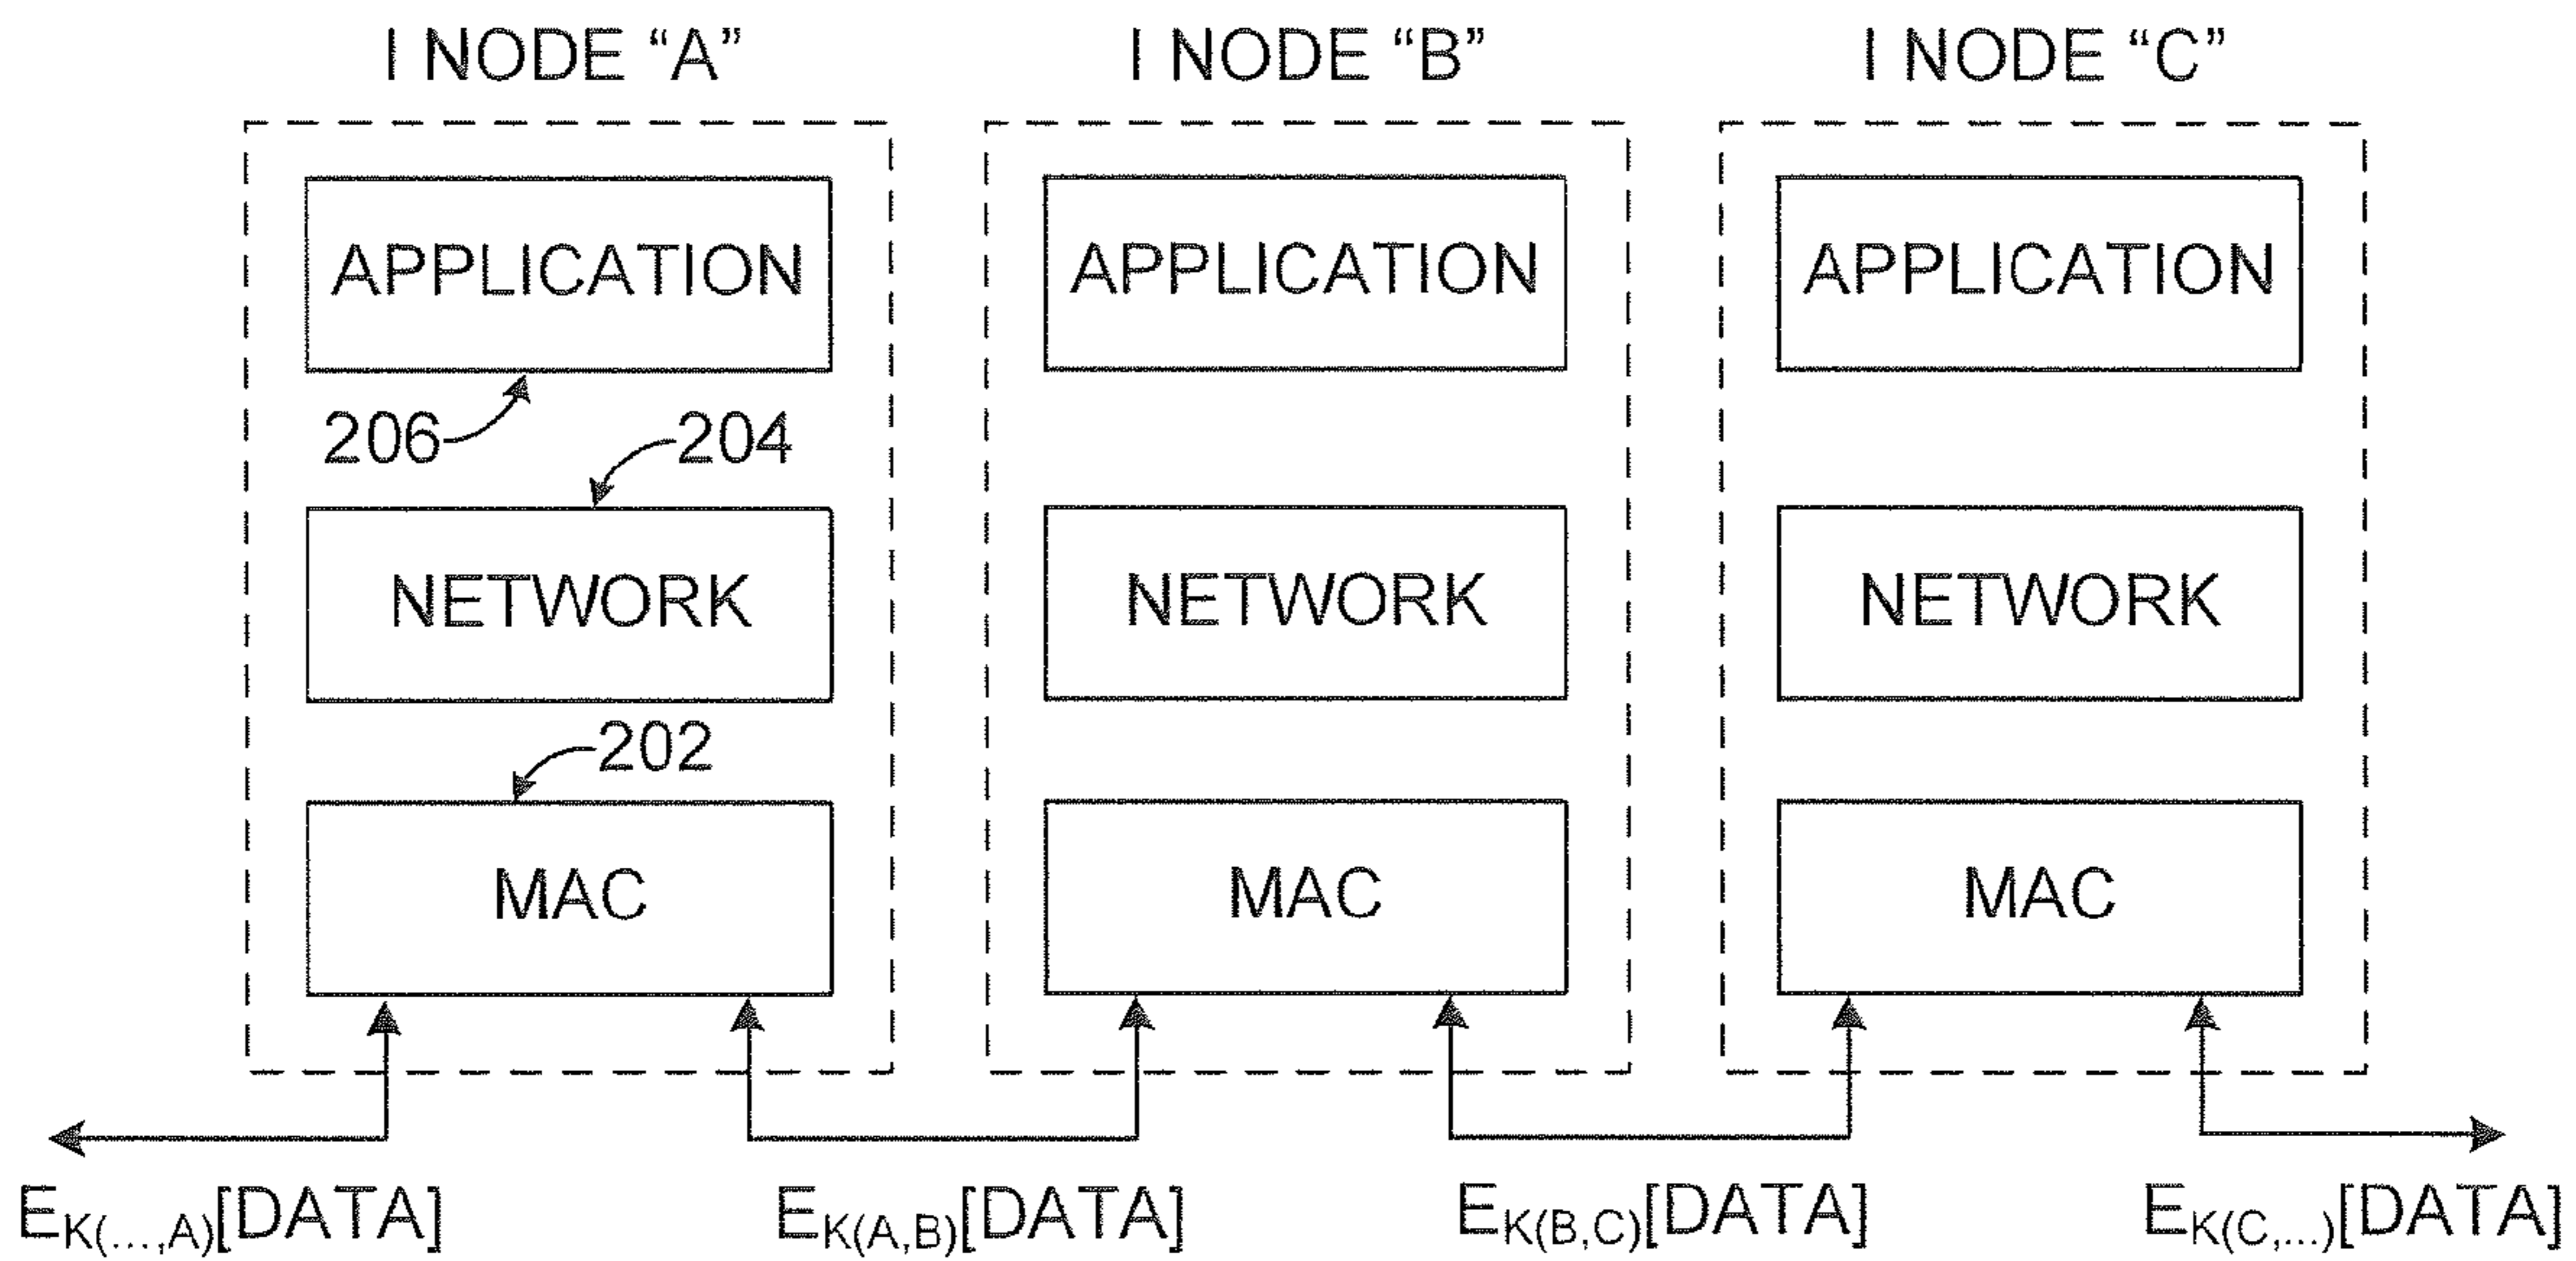 I NODE “A” I NODE “B” I NODE “C”
APPLICATION APPLICATION APPLICATION
206 204
NETWORK NETWORK NETWORK
202
MAC MAC MAC
EK(...,A)[DATA] EK(A,B)[DATA] EK(B,C)[DATA] EK(C,...)[DATA]